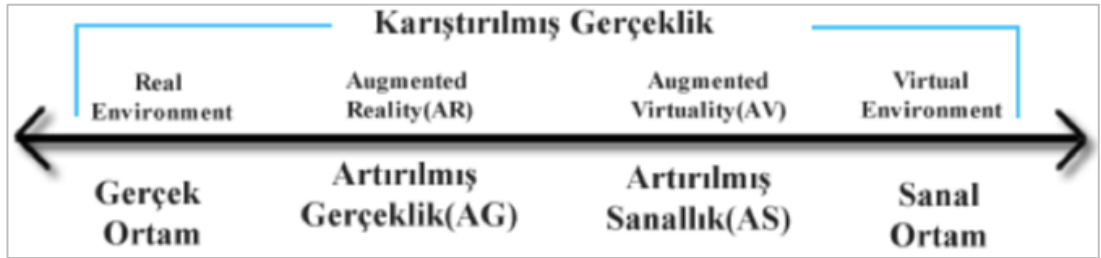 Karıştırılmış Gerçeklik
Real
Environment
Augmented
Reality(AR)
Augmented
Virtuality(AV)
Virtual
Environment
Gerçek
Ortam
Artırılmış
Gerçeklik(AG)
Artırılmış
Sanallık(AS)
Sanal
Ortam